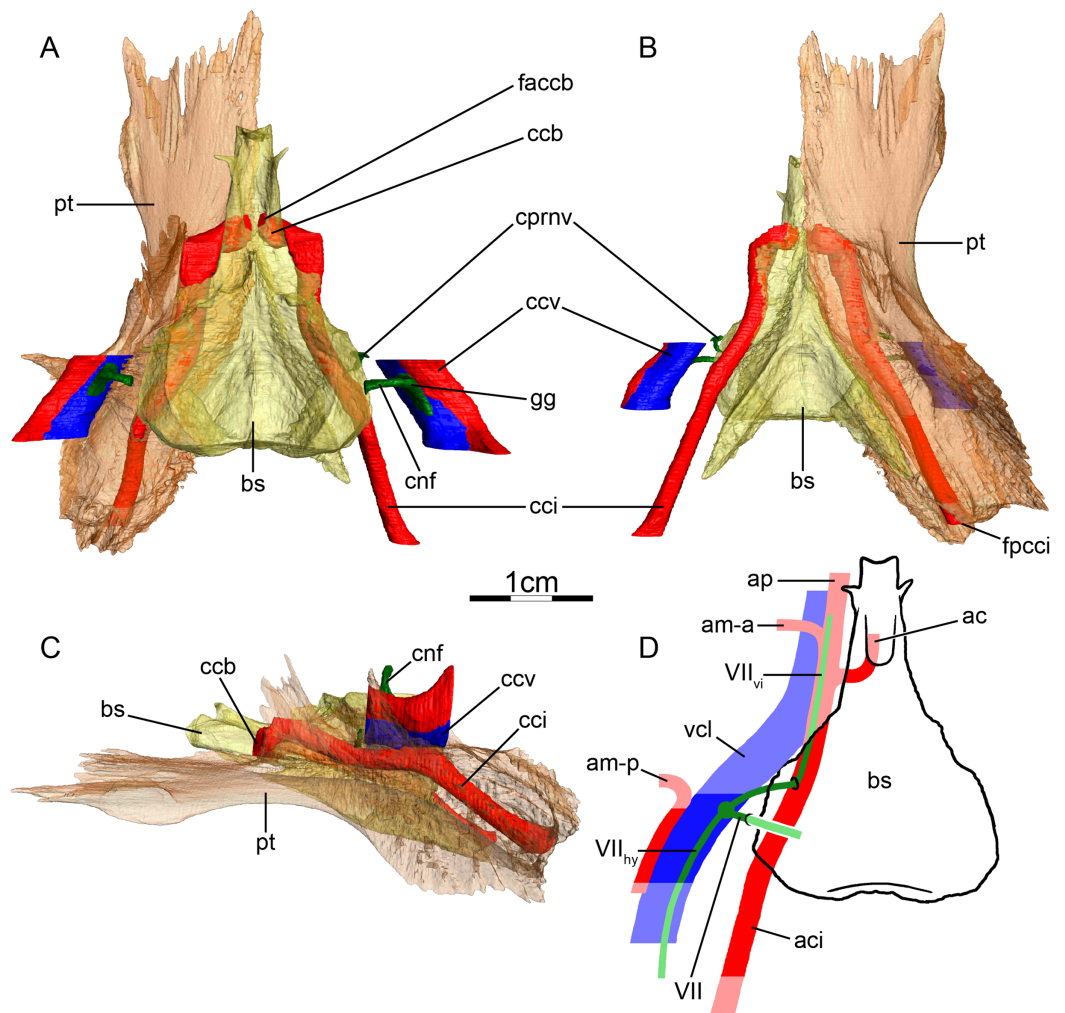 A
B
faccb
ccb
pt
cprnv
pt
ccv
gg
bs
cnf
bs
cci
fpcci
1cm
ap
C
cnf
D
am-a
ac
ccb
ccv
VIIvi
bs
cci
vcl
am-p
bs
pt
VIIhy
aci
VII